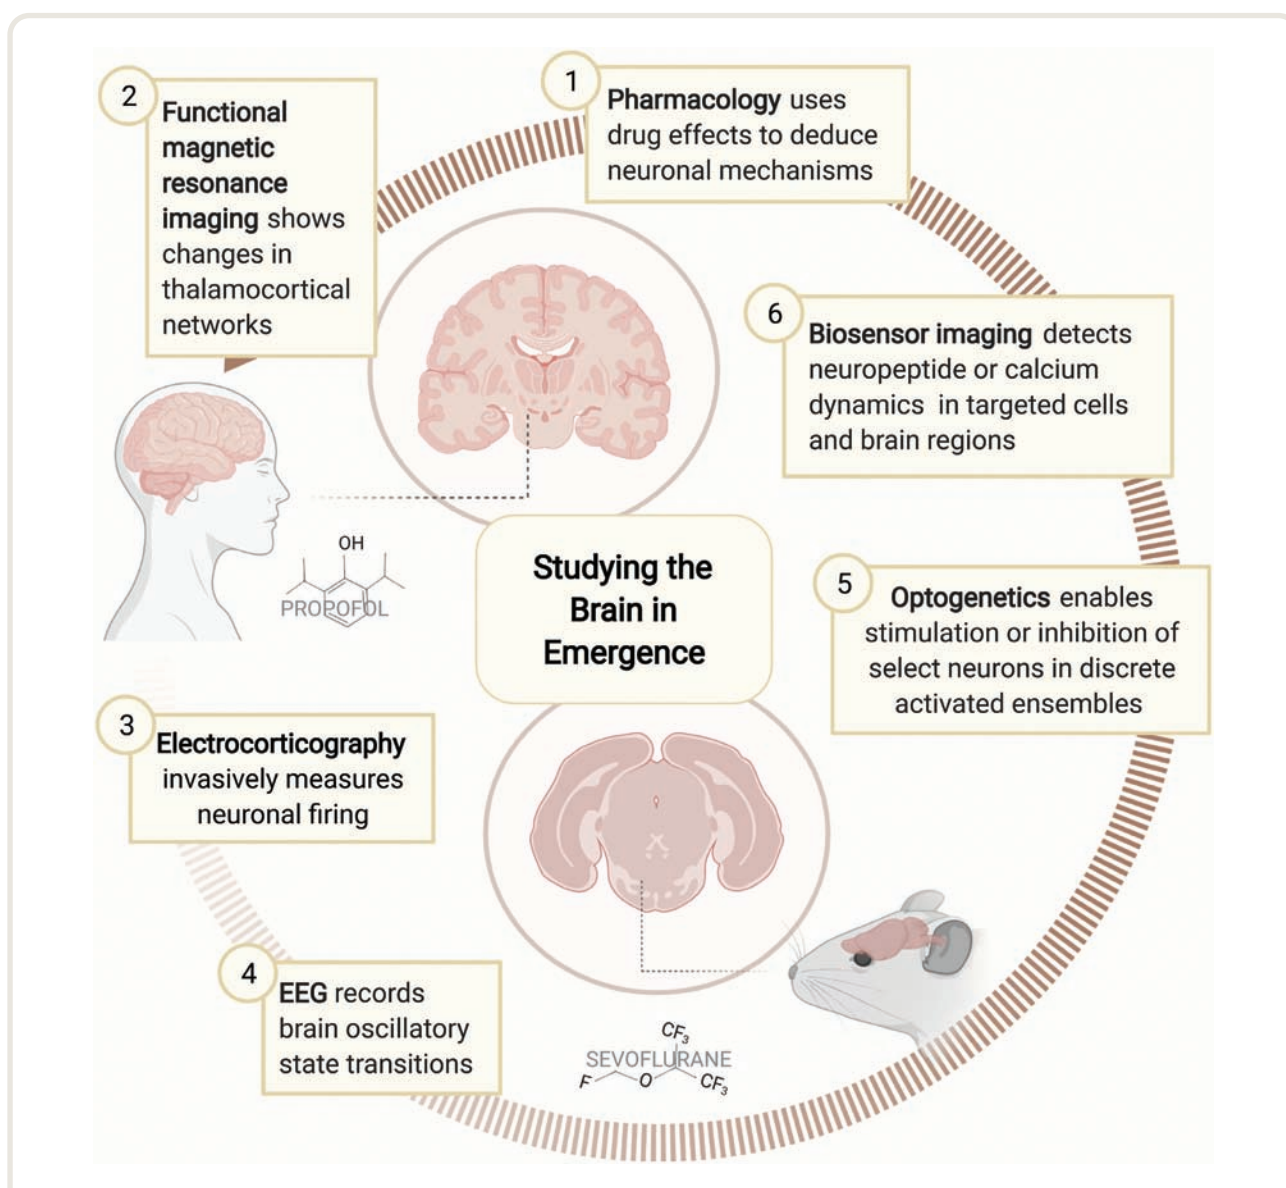 1
Pharmacology uses
drug effects to deduce
neuronal mechanisms
2
Functional
magnetic
resonance
imaging shows
changes in
thalamocortical
networks
6
Biosensor imaging detects
neuropeptide or calcium
dynamics in targeted cells
and brain regions
OH
PROPOFOL
Studying the
Brain in
Emergence
5
Optogenetics enables
stimulation or inhibition of
select neurons in discrete
activated ensembles
3
Electrocorticography
invasively measures
neuronal firing
4
EEG records
brain oscillatory
state transitions
CF₃
SEVOFLURANE
F O CF₃